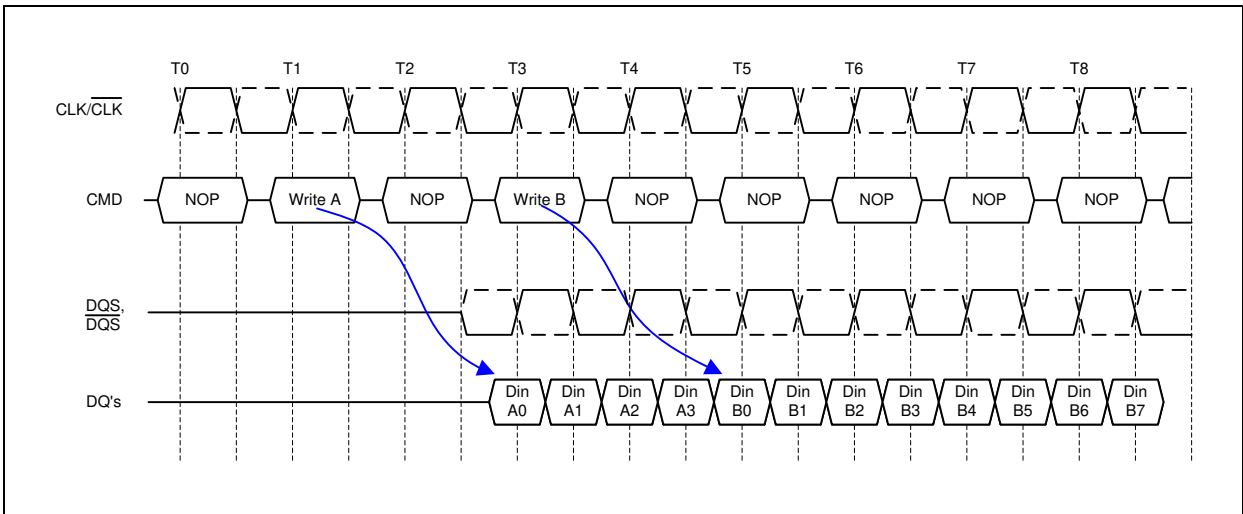 T0 T1 T2 T3 T4 T5 T6 T7 T8
CLK/C̅L̅K̅
CMD NOP Write A NOP Write B NOP NOP NOP NOP NOP
DQS,
D̅Q̅S̅
DQ's Din Din Din Din Din Din Din Din Din Din Din Din
A0 A1 A2 A3 B0 B1 B2 B3 B4 B5 B6 B7